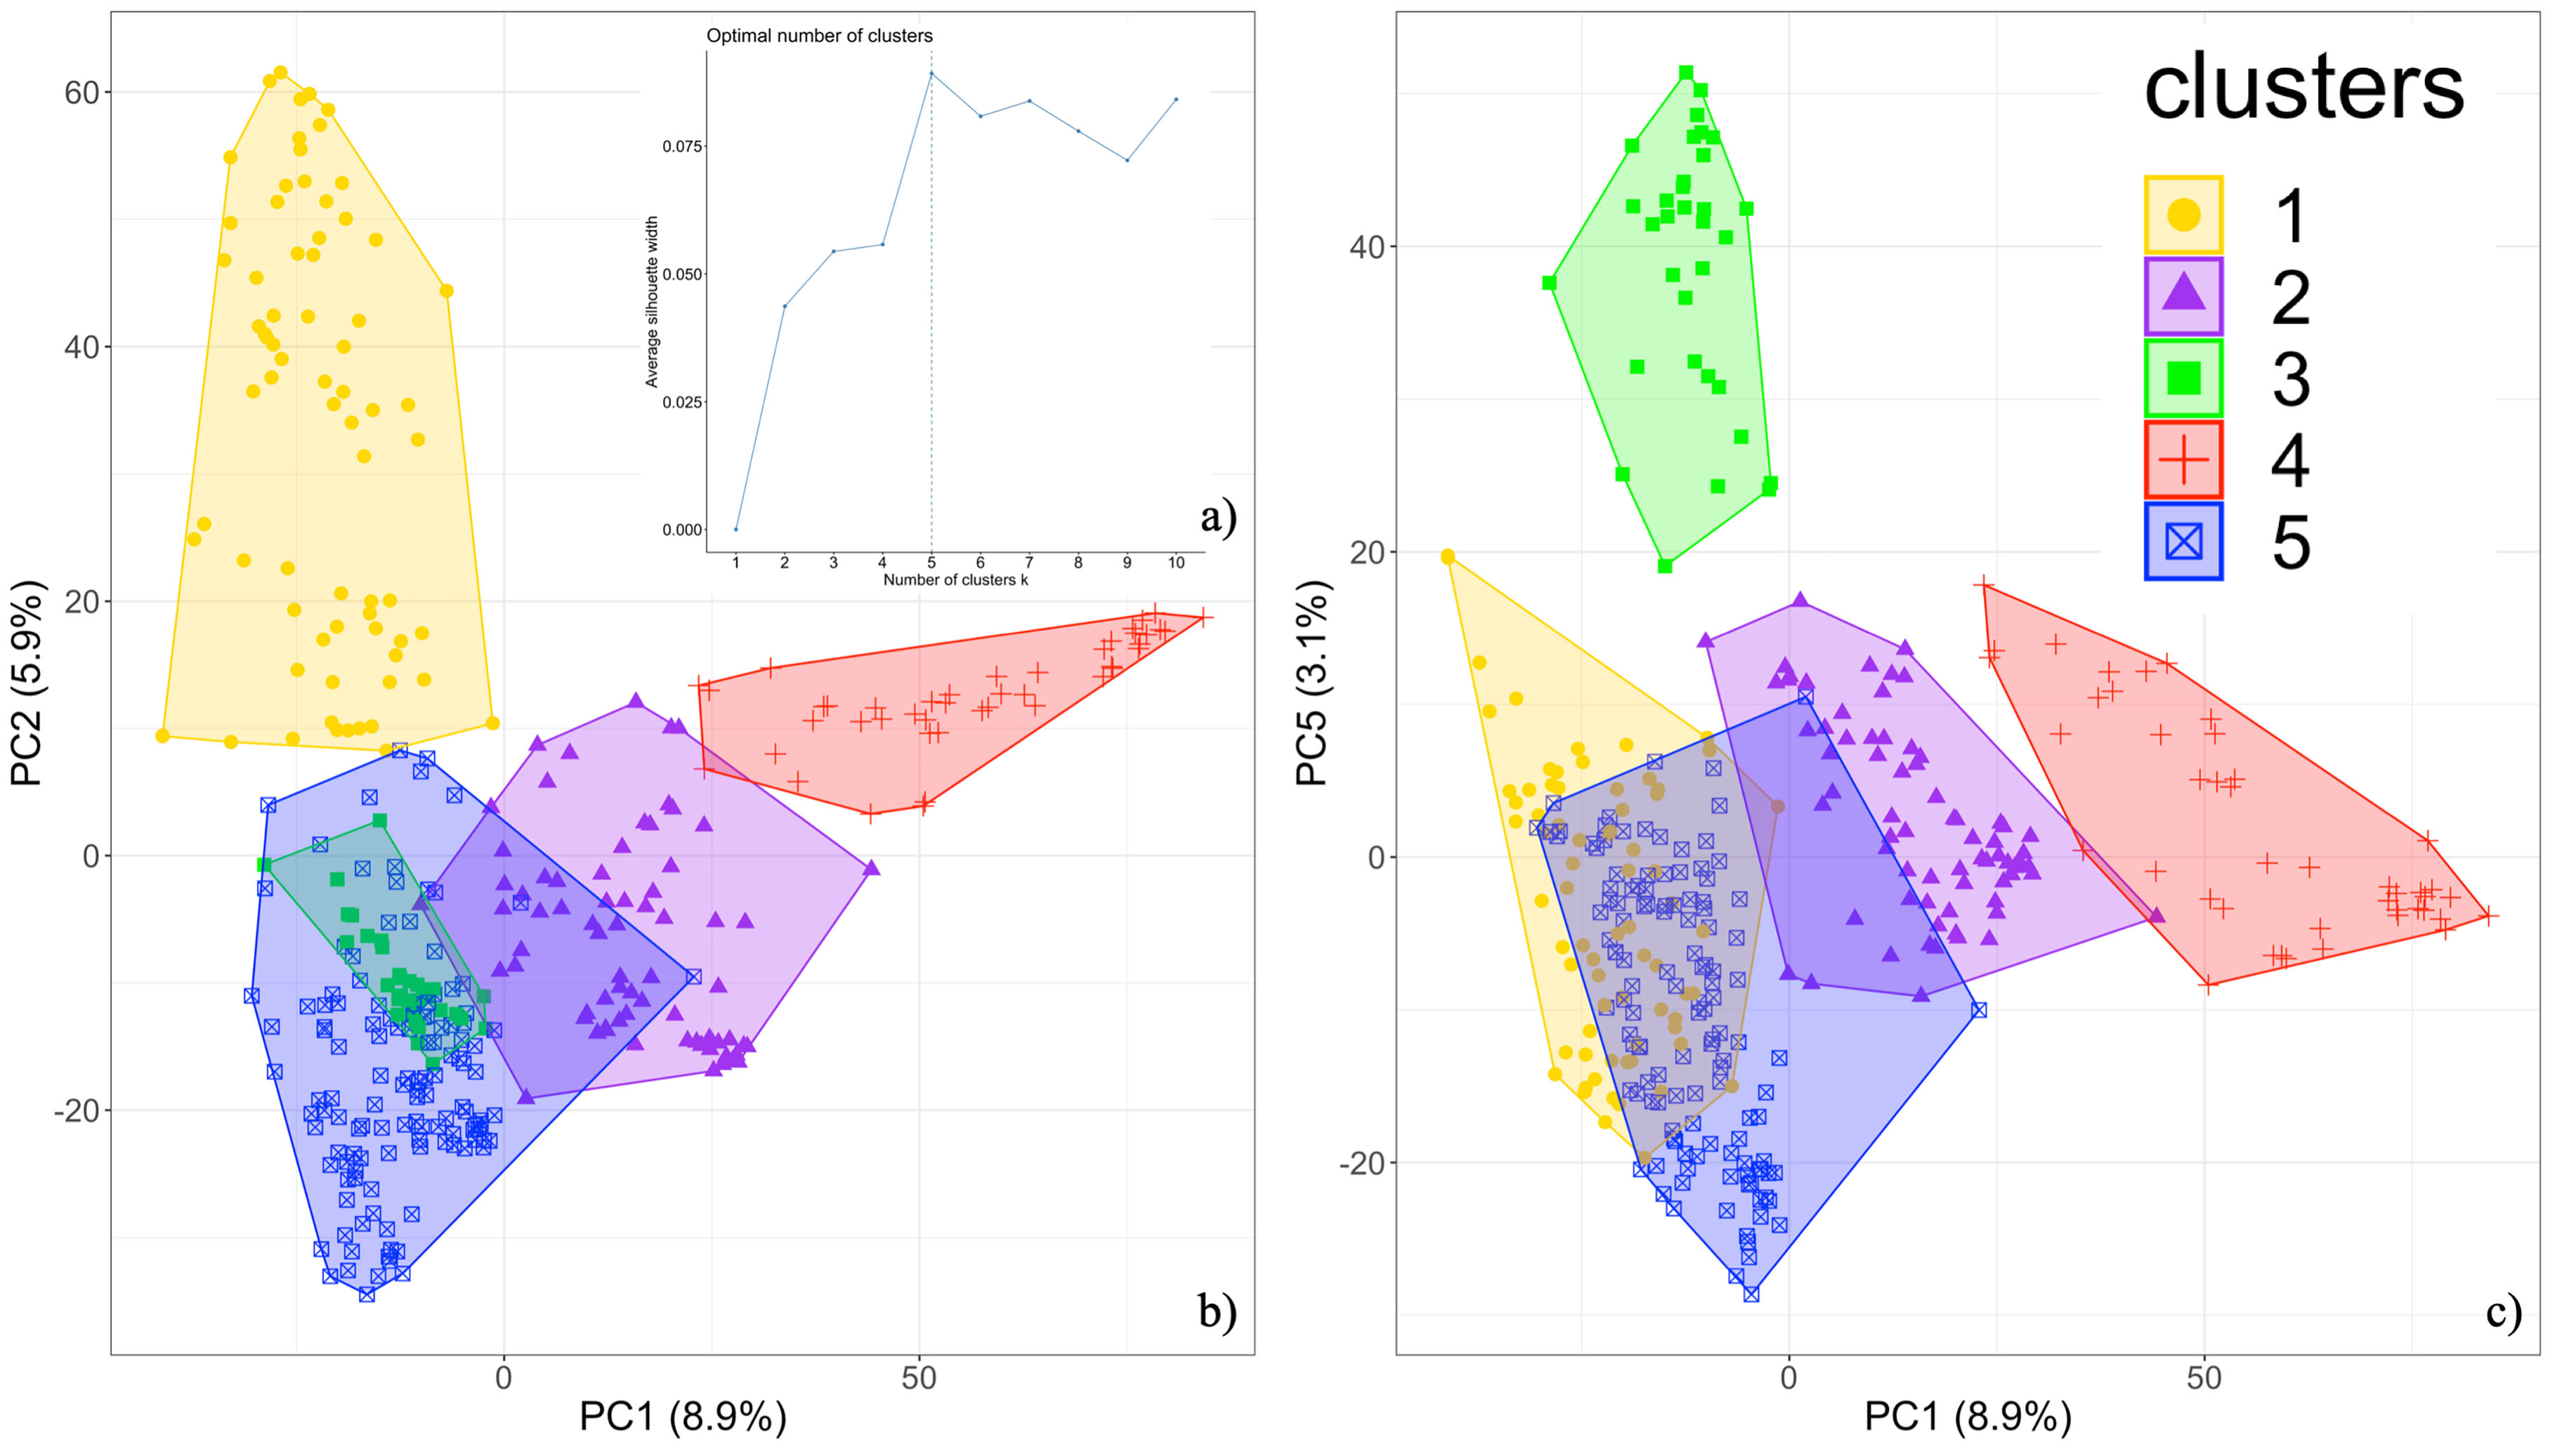 Optimal number of clusters
Average silhouette width
0.075
0.050
0.025
0.000
1 2 3 4 5 6 7 8 9 10
Number of clusters k
a)
PC2 (5.9%)
60
40
20
0
-20
0 50
PC1 (8.9%)
b)
PC5 (3.1%)
40
20
0
-20
0 50
PC1 (8.9%)
c)
clusters
1
2
3
4
5